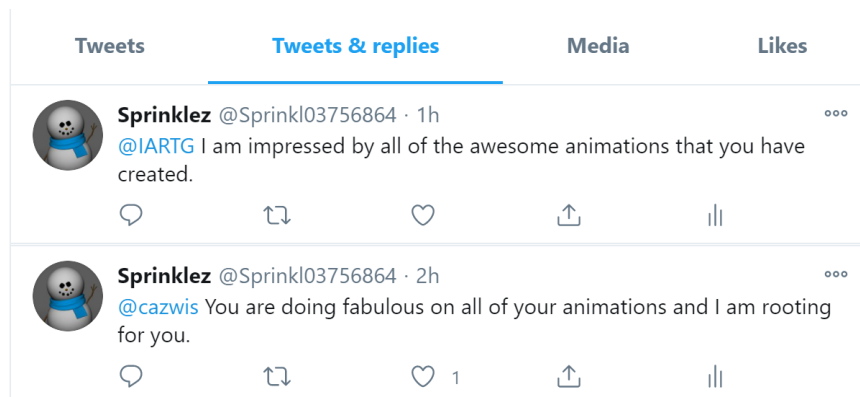 Tweets Tweets & replies Media Likes
Sprinklez @Sprinkl03756864 · 1h
@IARTG I am impressed by all of the awesome animations that you have
created.
Sprinklez @Sprinkl03756864 · 2h
@cazwis You are doing fabulous on all of your animations and I am rooting
for you.
1